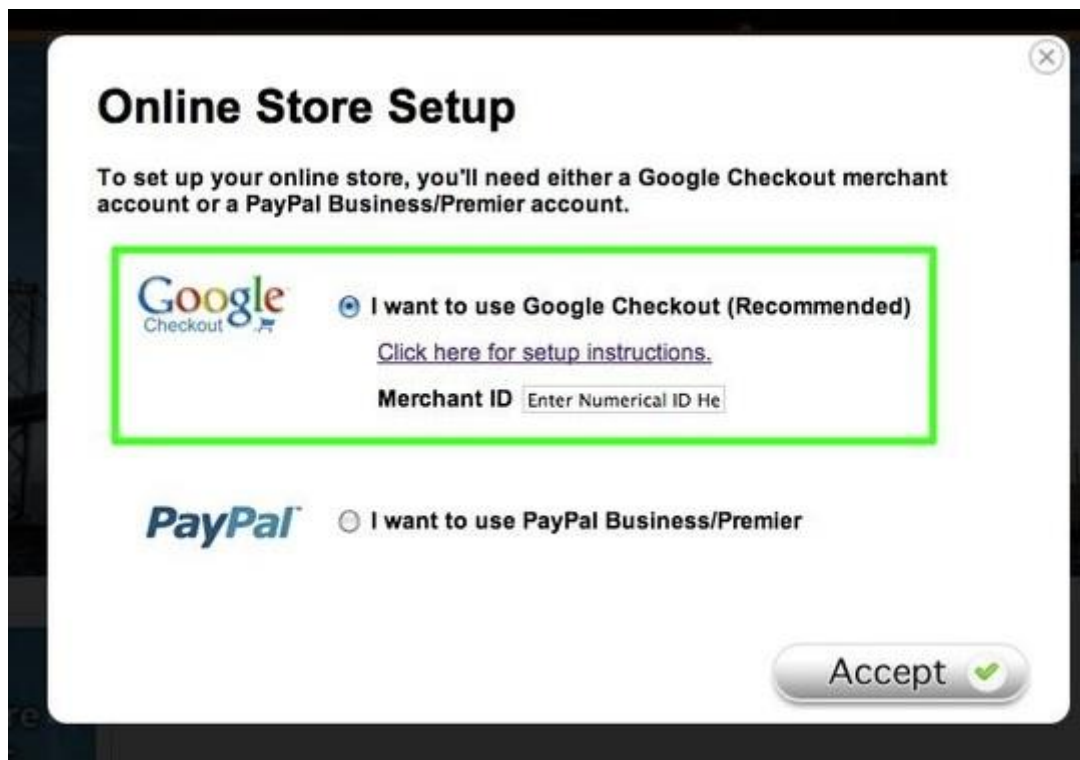 Online Store Setup
To set up your online store, you'll need either a Google Checkout merchant
account or a PayPal Business/Premier account.
Google
Checkout
I want to use Google Checkout (Recommended)
Click here for setup instructions.
Merchant ID Enter Numerical ID He
PayPal
I want to use PayPal Business/Premier
Accept
re